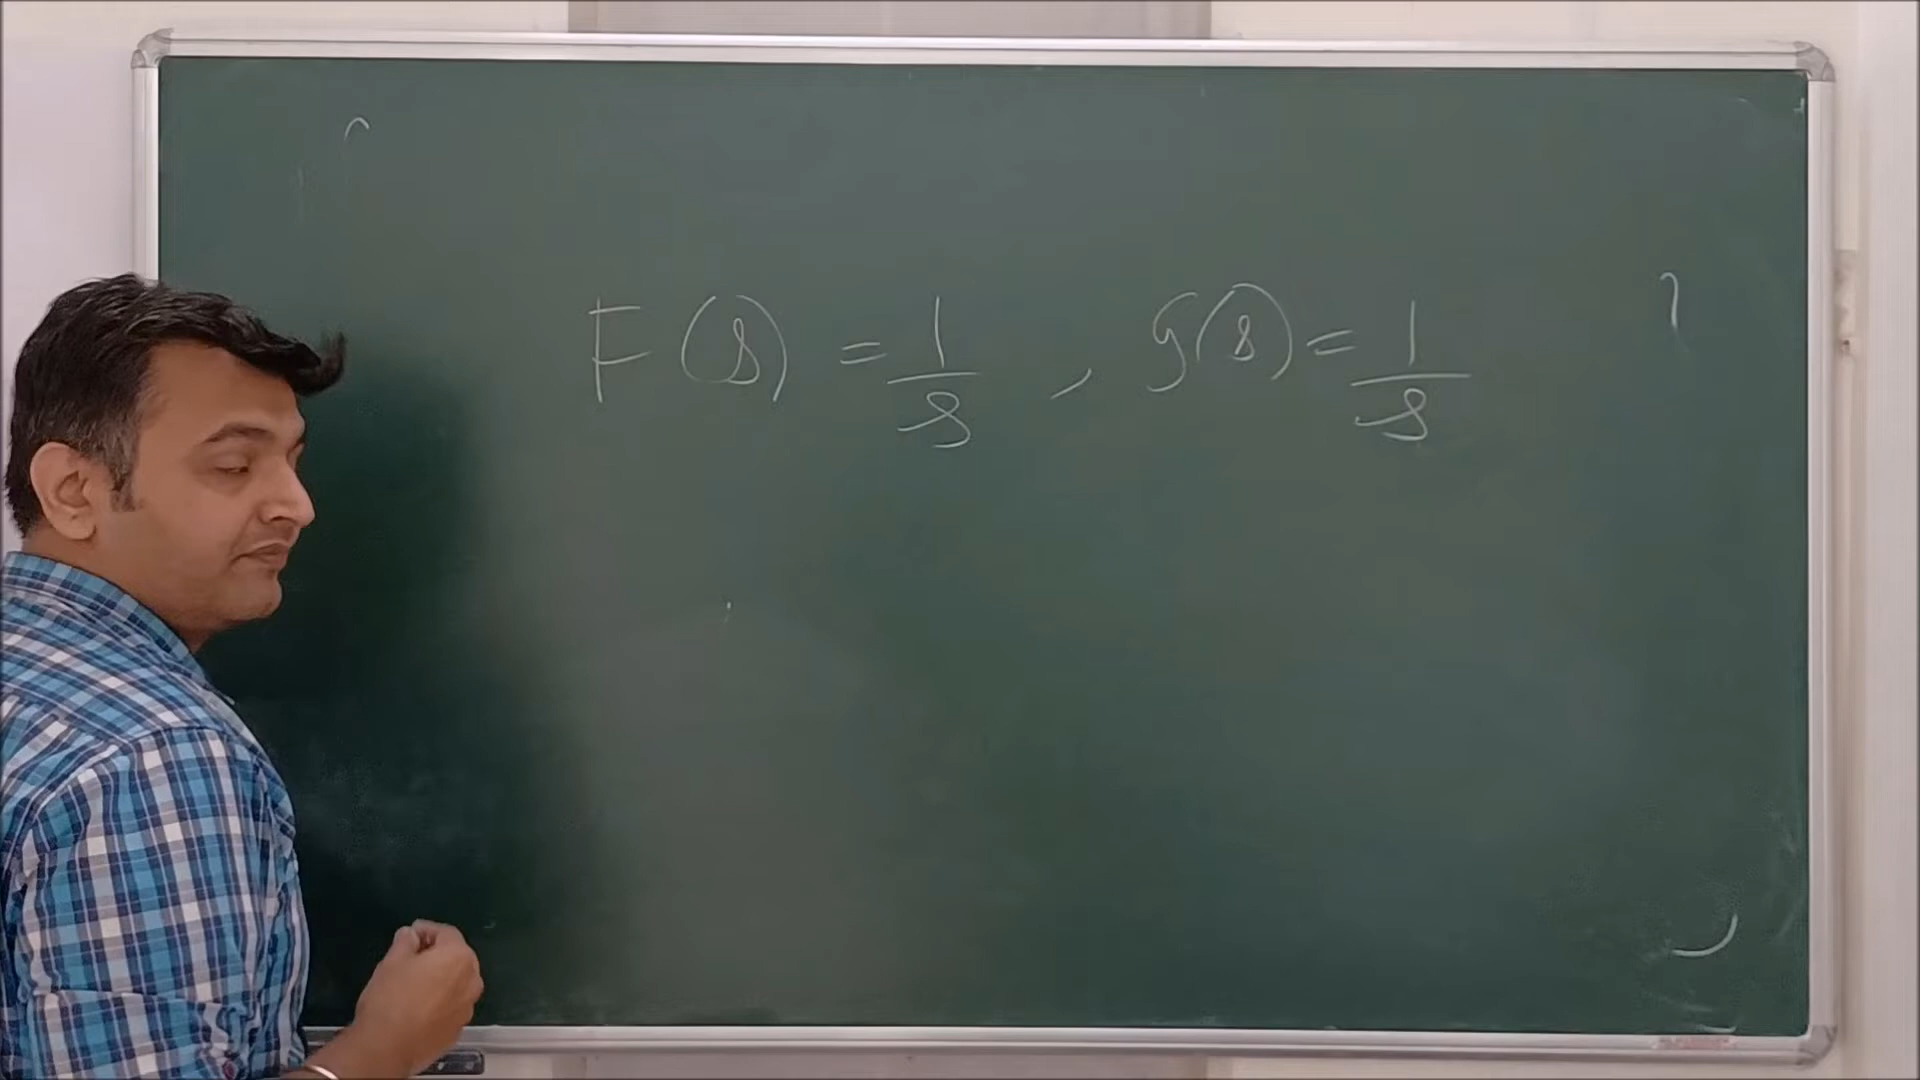 F(s) = 1/s , g(s) = 1/s